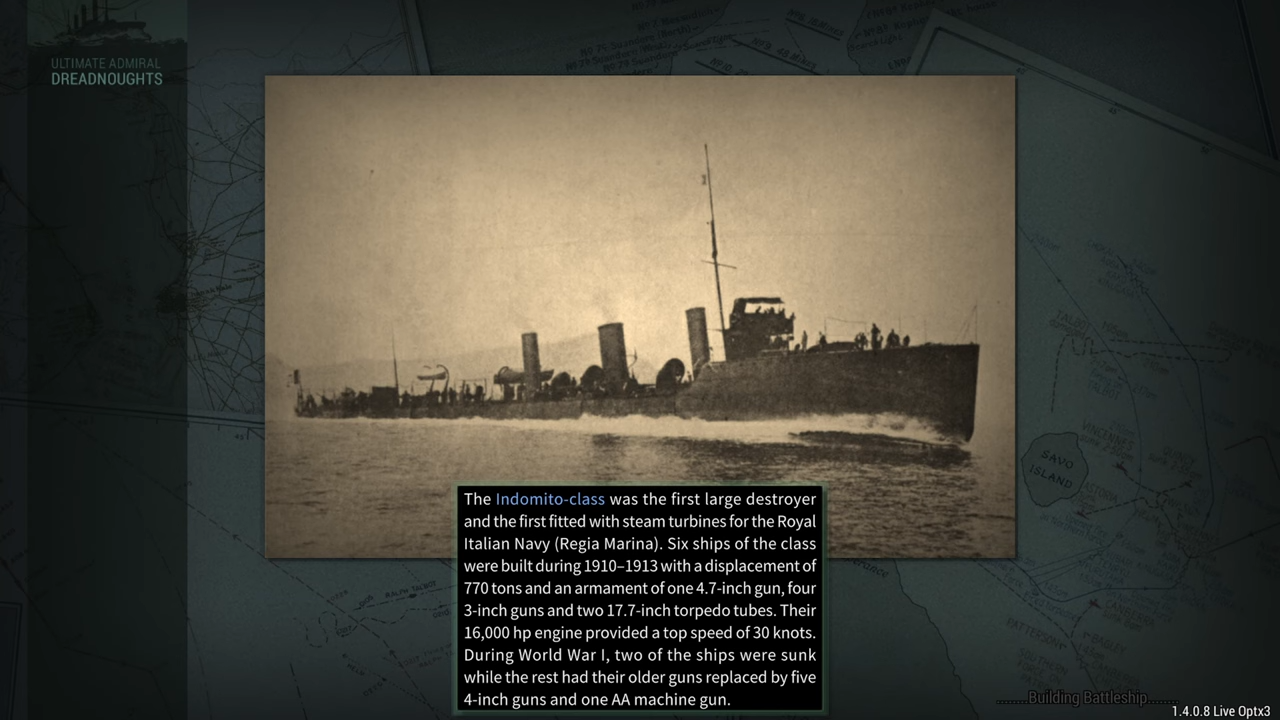 ULTIMATE ADMIRAL
DREADNOUGHTS
The Indomito-class was the first large destroyer
and the first fitted with steam turbines for the Royal
Italian Navy (Regia Marina). Six ships of the class
were built during 1910–1913 with a displacement of
770 tons and an armament of one 4.7-inch gun, four
3-inch guns and two 17.7-inch torpedo tubes. Their
16,000 hp engine provided a top speed of 30 knots.
During World War I, two of the ships were sunk
while the rest had their older guns replaced by five
4-inch guns and one AA machine gun.
SAVO
ISLAND
........Building Battleship........
1.4.0.8 Live Optx3